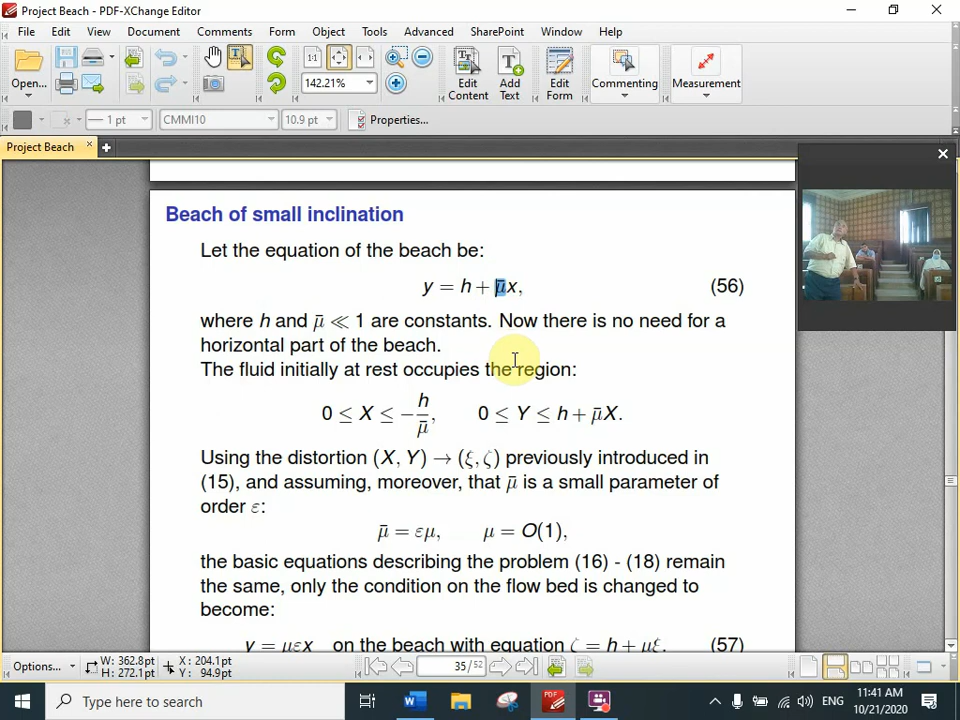 Project Beach - PDF-XChange Editor
File Edit View Document Comments Form Object Tools Advanced SharePoint Window Help
Open...
142.21%
Edit Content
Add Text
Edit Form
Commenting
Measurement
1 pt
CMMI10
10.9 pt
Properties...
Project Beach
Beach of small inclination
Let the equation of the beach be:
y = h + μ̄x, (56)
where h and μ̄ ≪ 1 are constants. Now there is no need for a
horizontal part of the beach.
The fluid initially at rest occupies the region:
0 ≤ X ≤ −h/μ̄, 0 ≤ Y ≤ h + μ̄X.
Using the distortion (X, Y) → (ξ, ζ) previously introduced in
(15), and assuming, moreover, that μ̄ is a small parameter of
order ε:
μ̄ = εμ, μ = O(1),
the basic equations describing the problem (16) - (18) remain
the same, only the condition on the flow bed is changed to
become:
y = μεx on the beach with equation ζ = h + μξ. (57)
Options...
W: 362.8pt
H: 272.1pt
X: 204.1pt
Y: 94.9pt
35/52
Type here to search
ENG
11:41 AM
10/21/2020